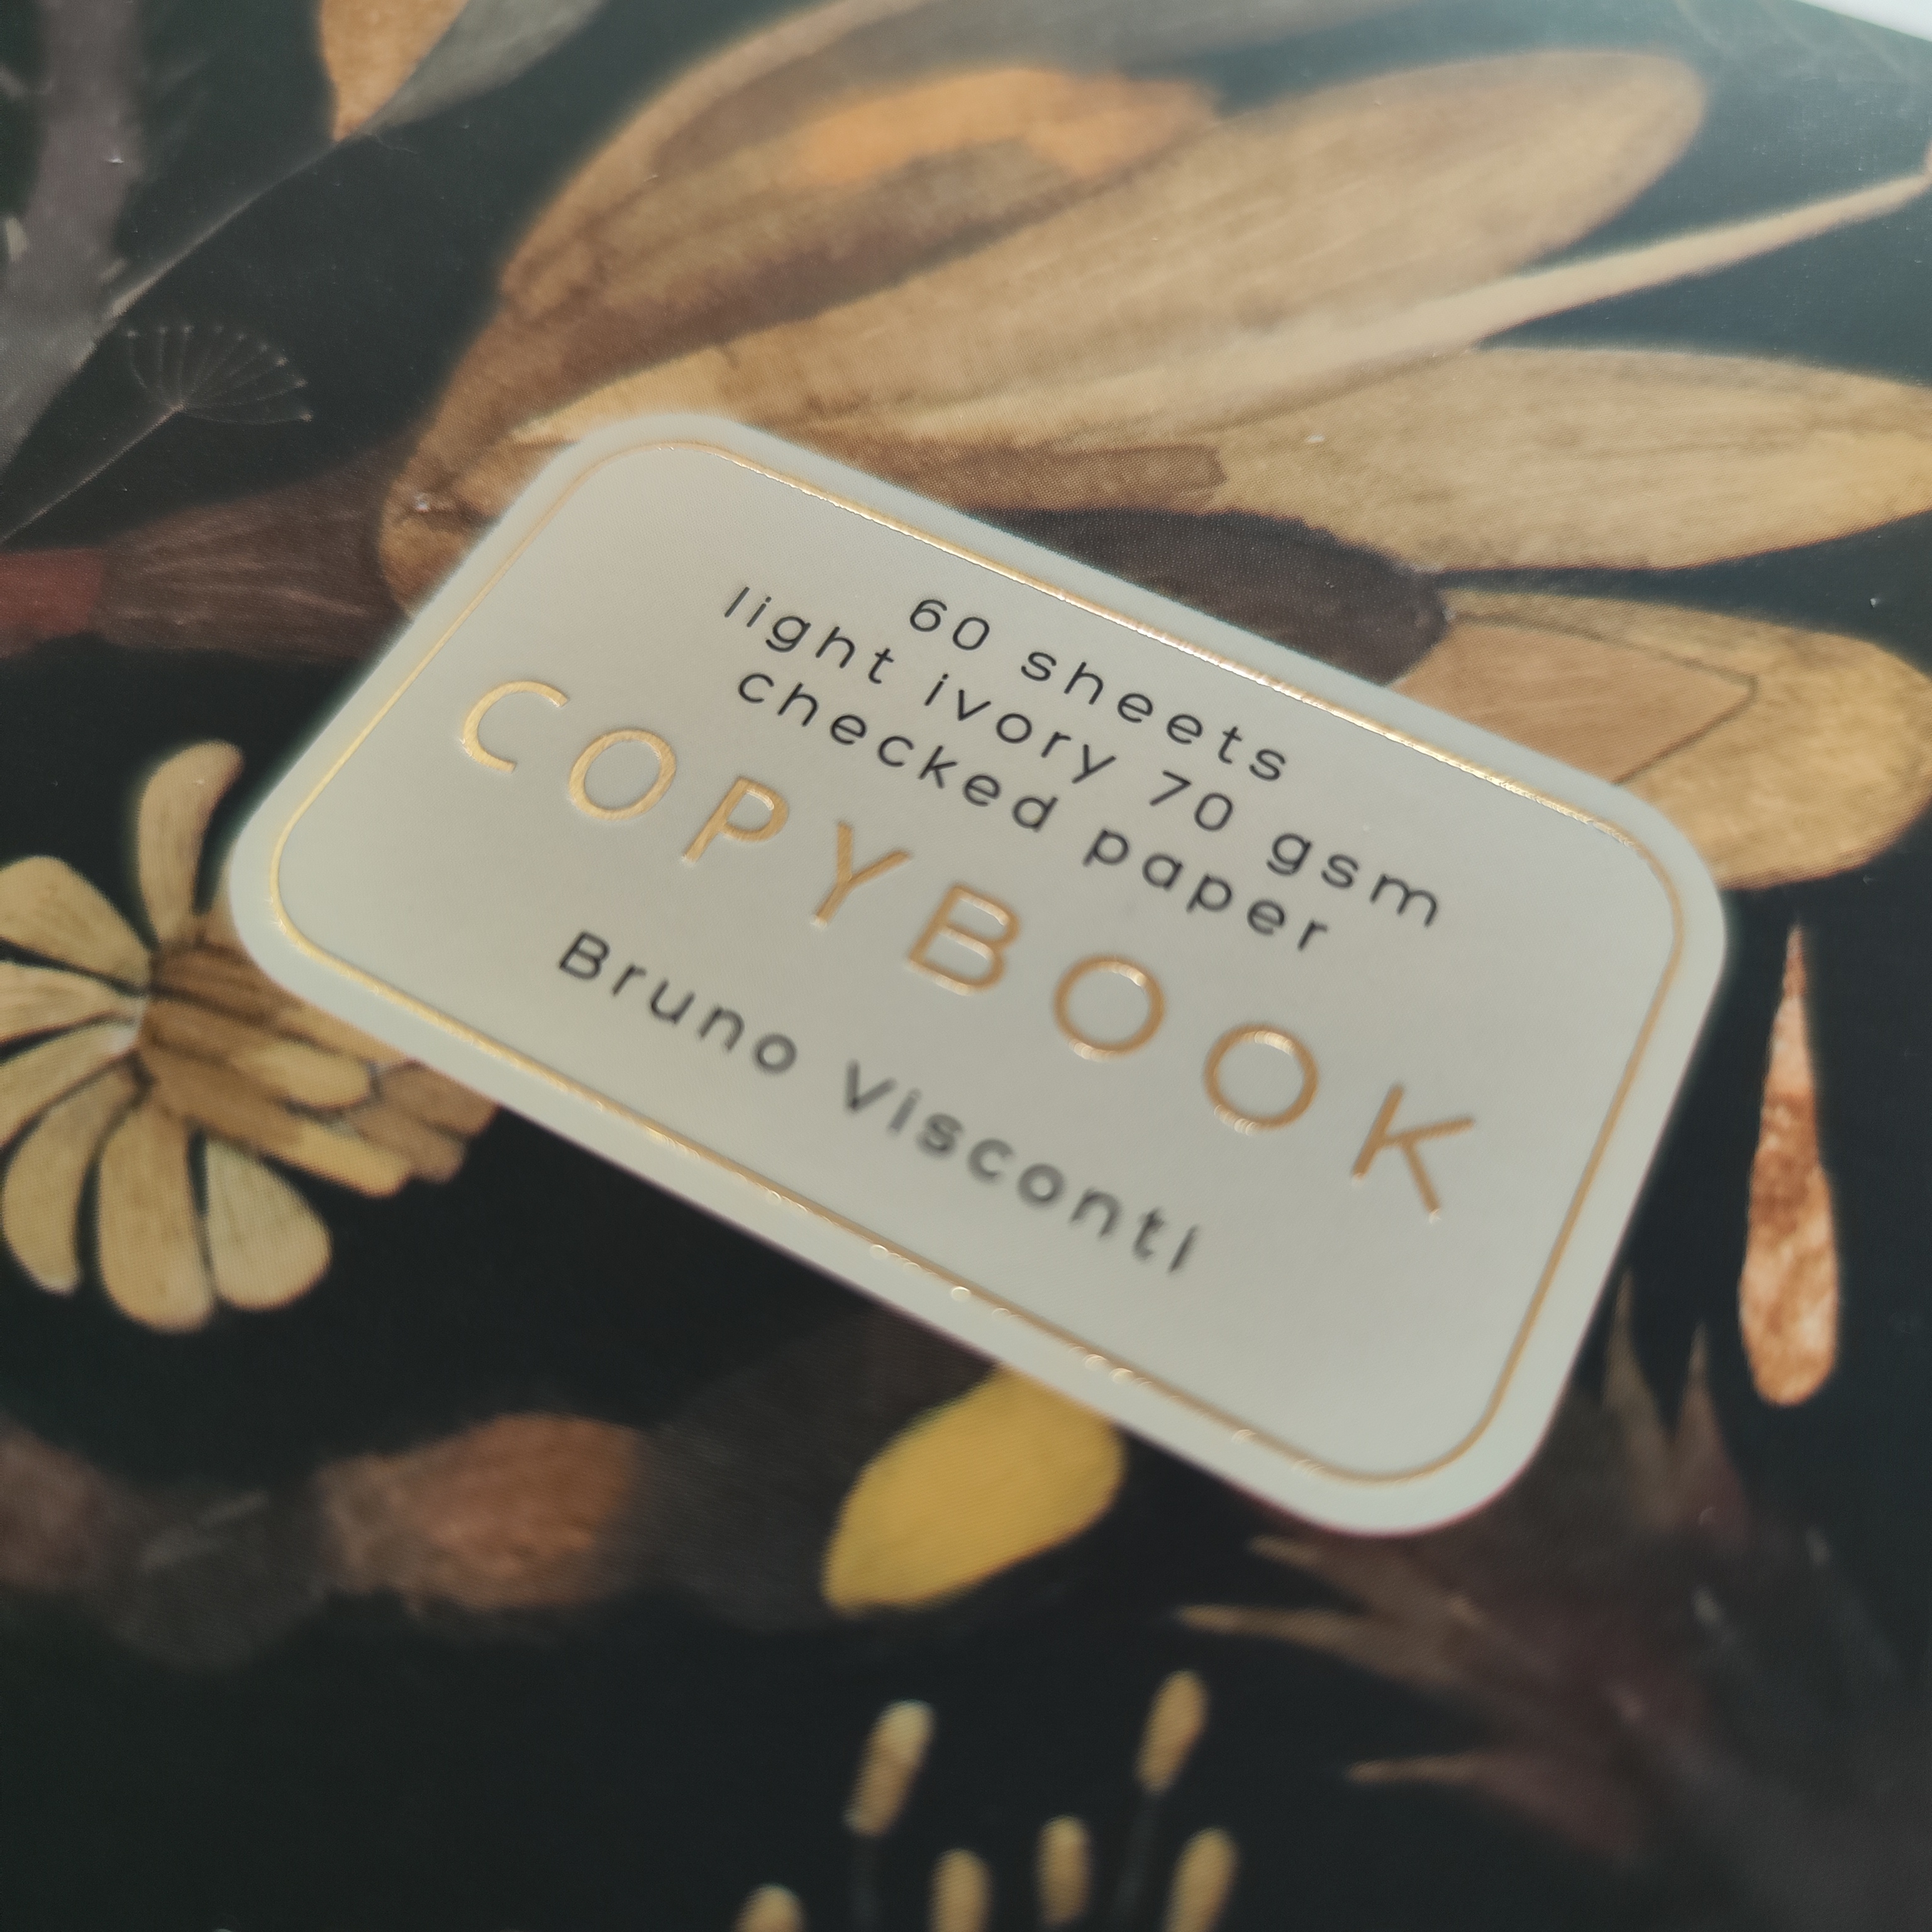 60 sheets
light ivory 70 gsm
checked paper
COPYBOOK
Bruno Visconti